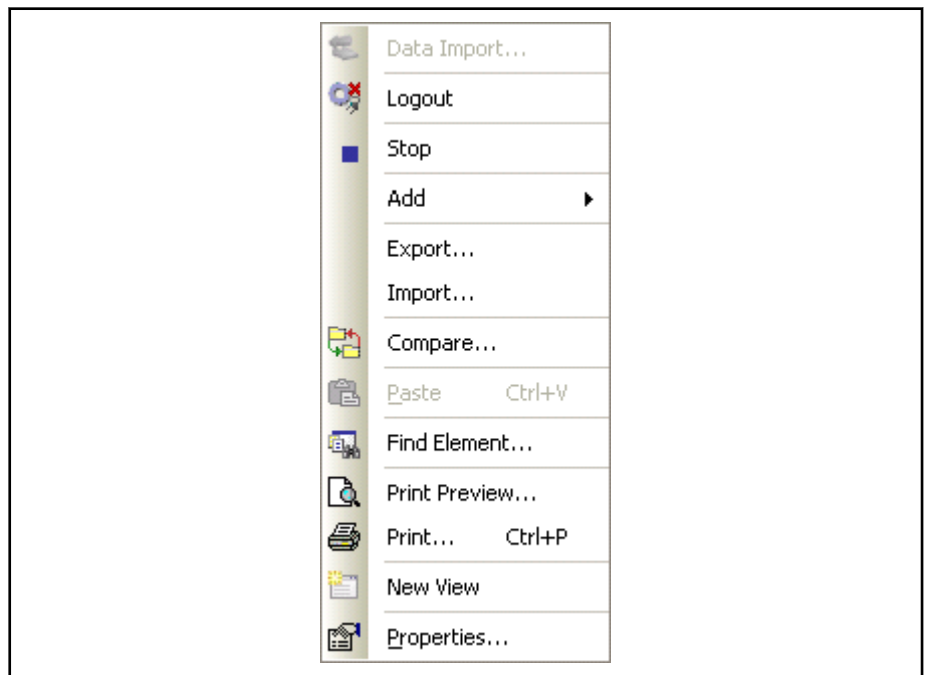 Data Import...
Logout
Stop
Add
Export...
Import...
Compare...
Paste Ctrl+V
Find Element...
Print Preview...
Print... Ctrl+P
New View
Properties...